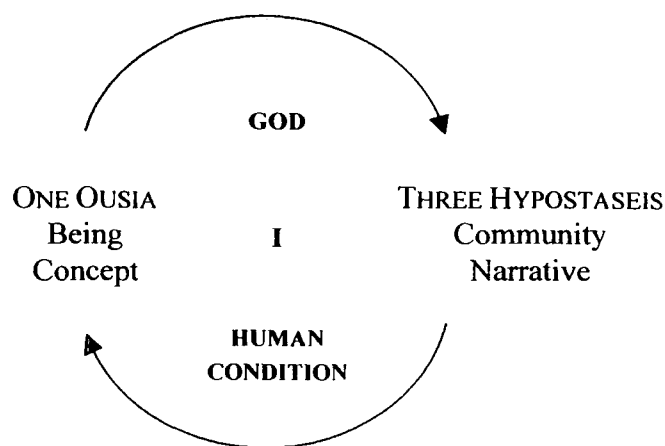 GOD
ONE OUSIA
Being
Concept
I
THREE HYPOSTASEIS
Community
Narrative
HUMAN
CONDITION